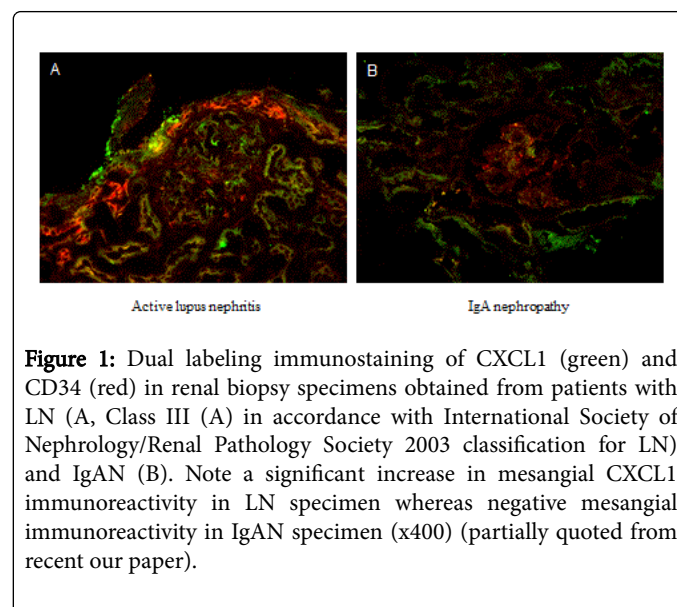 A
B
Active lupus nephritis
IgA nephropathy
Figure 1: Dual labeling immunostaining of CXCL1 (green) and
CD34 (red) in renal biopsy specimens obtained from patients with
LN (A, Class III (A) in accordance with International Society of
Nephrology/Renal Pathology Society 2003 classification for LN)
and IgAN (B). Note a significant increase in mesangial CXCL1
immunoreactivity in LN specimen whereas negative mesangial
immunoreactivity in IgAN specimen (x400) (partially quoted from
recent our paper).